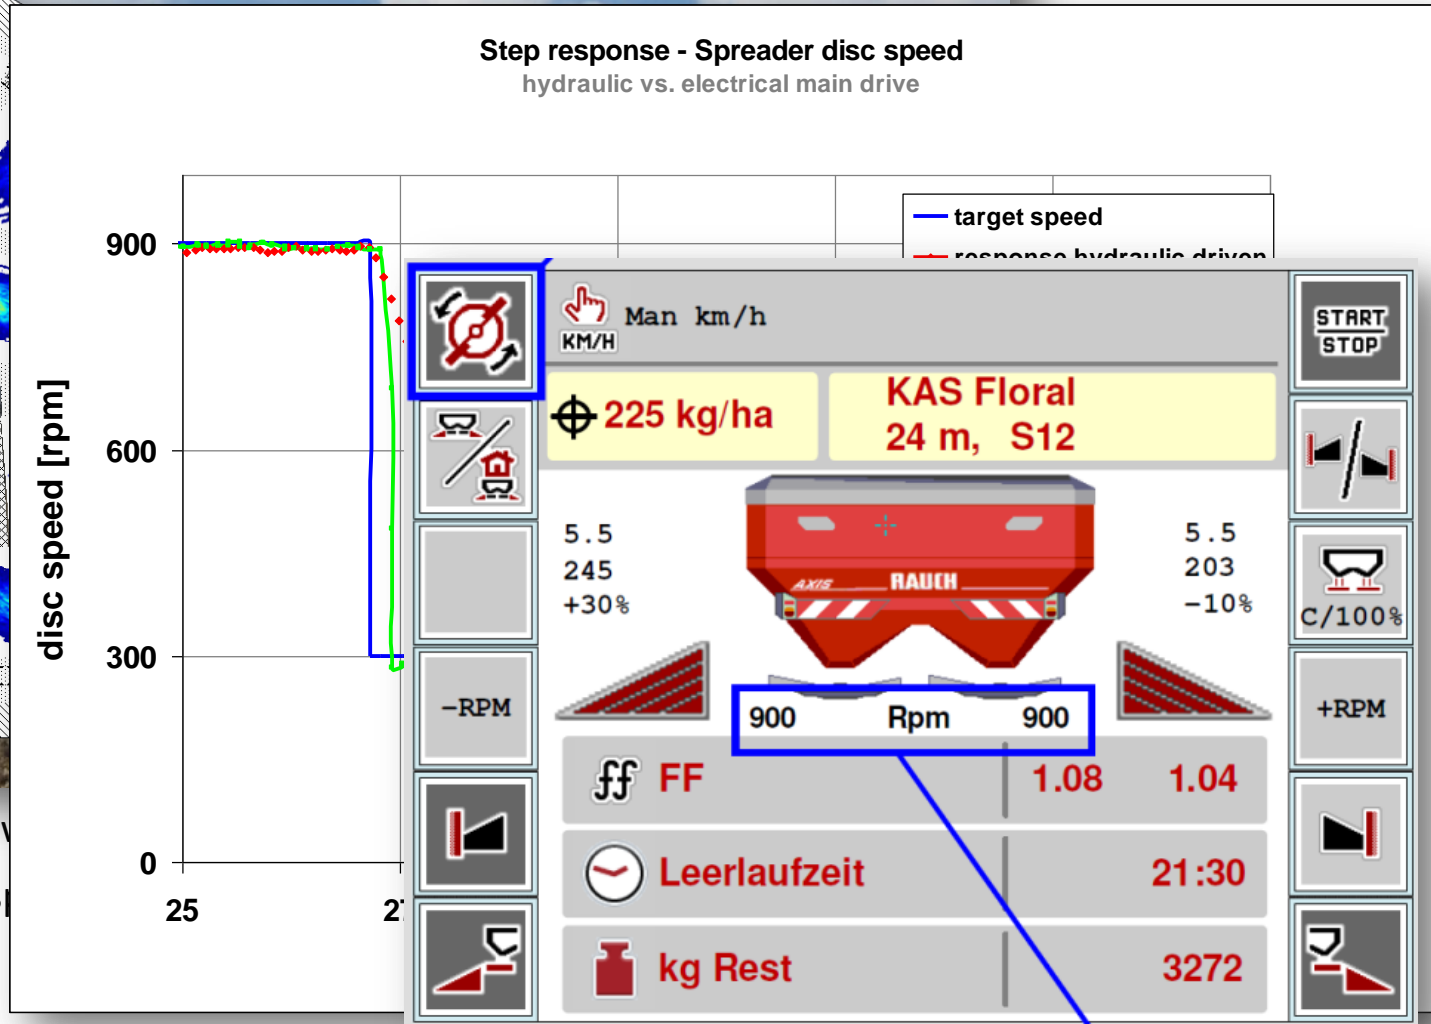 Step response - Spreader disc speed
hydraulic vs. electrical main drive
target speed
response hydraulic driven
disc speed [rpm]
900
600
300
0
25
KM/H
Man km/h
START
STOP
225 kg/ha
KAS Floral
24 m, S12
5.5
245
+30%
5.5
203
-10%
AXIS
RAUCH
C/100%
-RPM
+RPM
900 Rpm 900
FF 1.08 1.04
Leerlaufzeit 21:30
kg Rest 3272